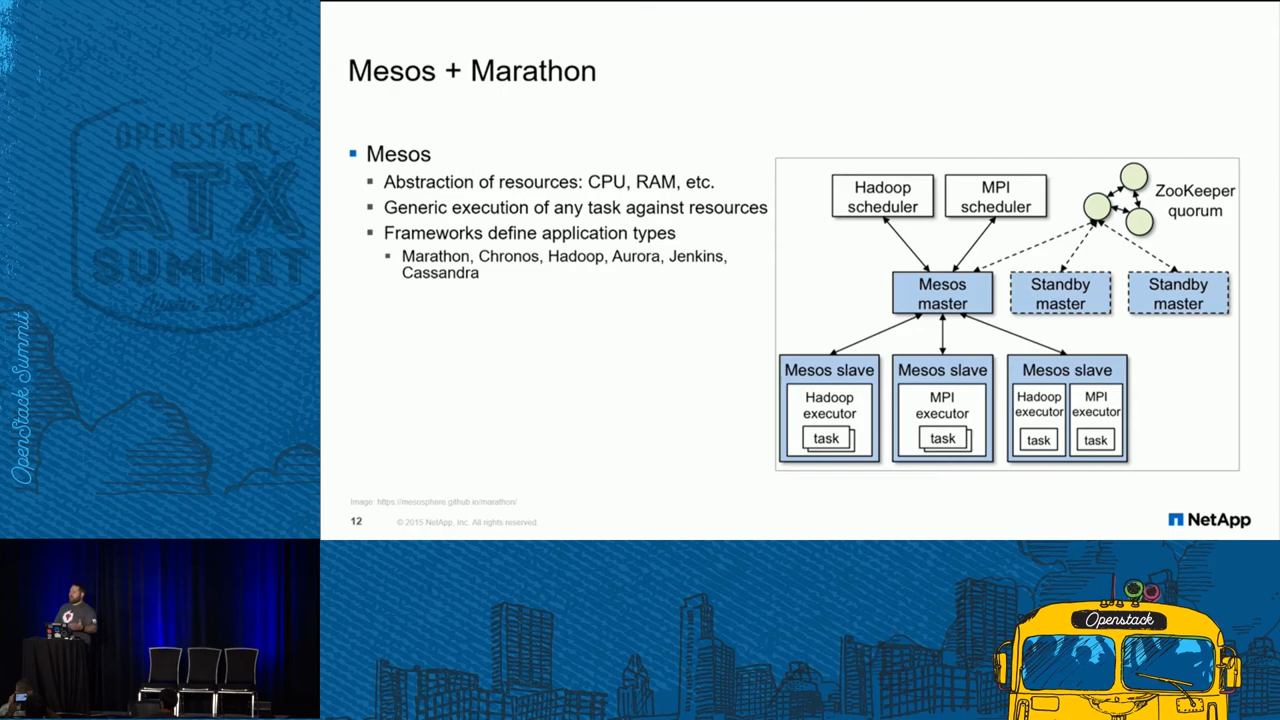 OPENSTACK
ATX
SUMMIT
OpenStack Summit
Mesos + Marathon
Mesos
Abstraction of resources: CPU, RAM, etc.
Generic execution of any task against resources
Frameworks define application types
Marathon, Chronos, Hadoop, Aurora, Jenkins,
Cassandra
Hadoop
scheduler
MPI
scheduler
ZooKeeper
quorum
Mesos
master
Standby
master
Standby
master
Mesos slave
Hadoop
executor
task
Mesos slave
MPI
executor
task
Mesos slave
Hadoop
executor
task
MPI
executor
task
Image: https://mesosphere.github.io/marathon/
12
© 2015 NetApp, Inc. All rights reserved
NetApp
Openstack